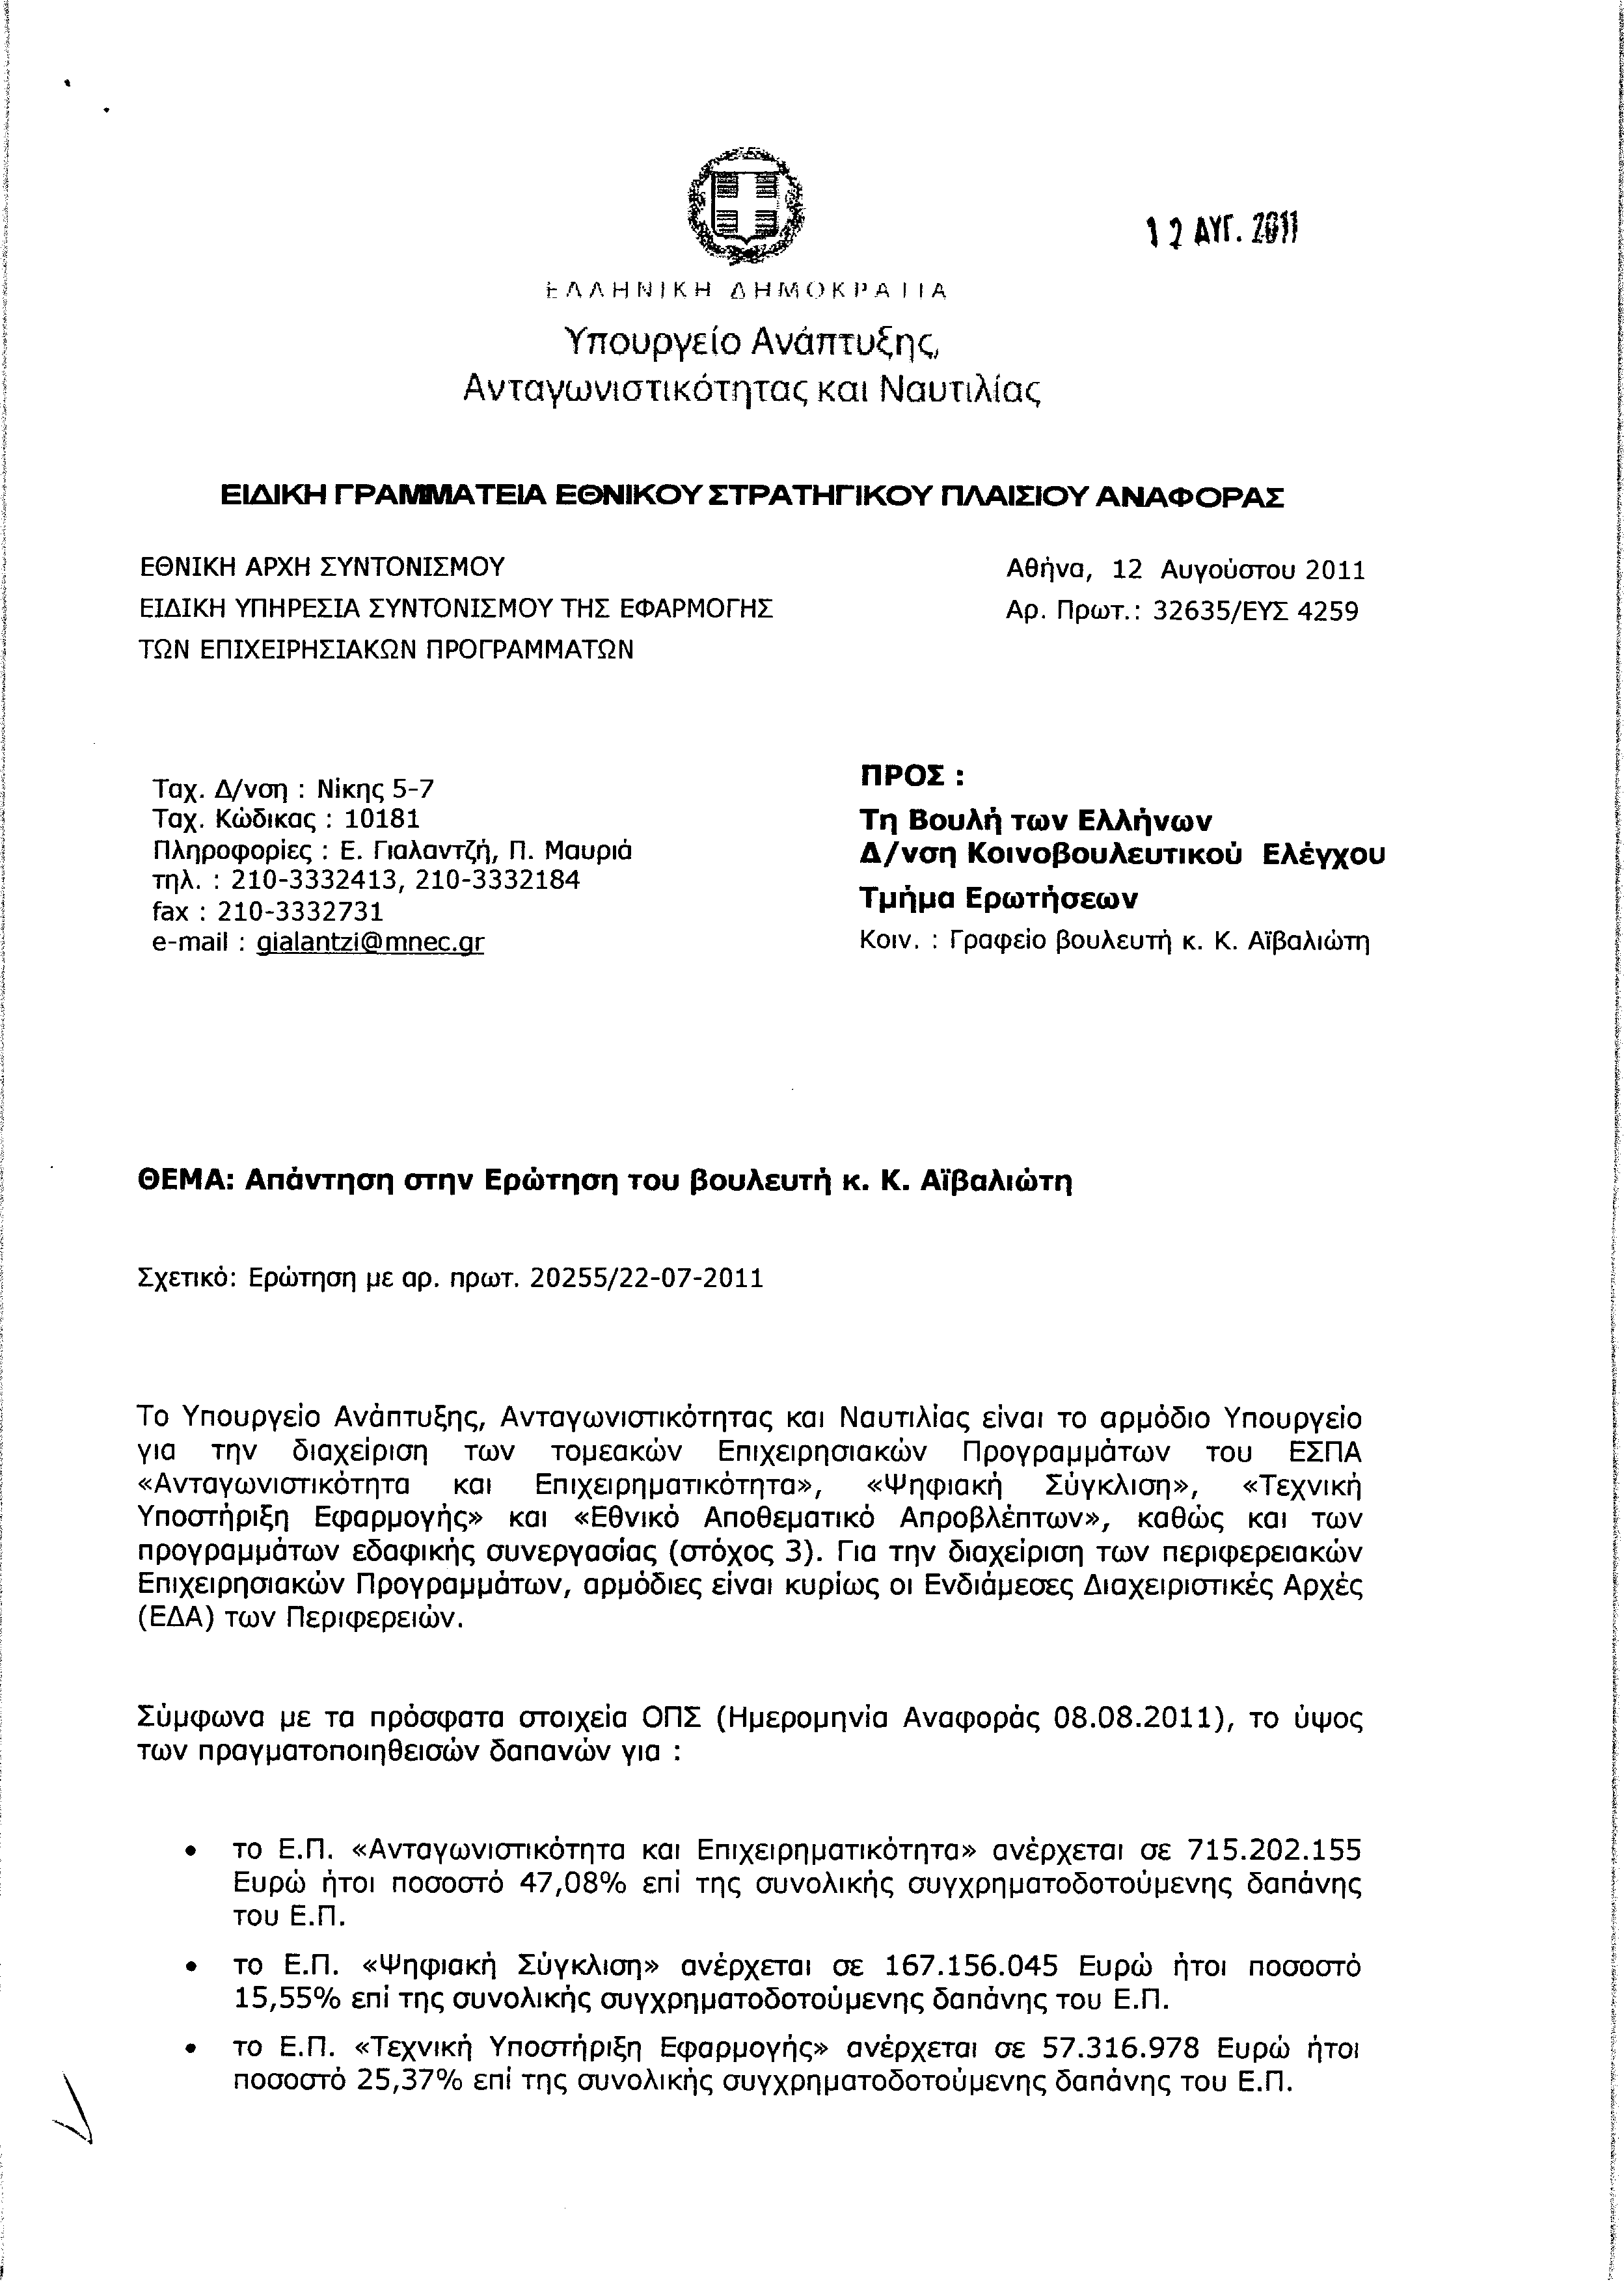 12 ΑΥΓ. 2011
ΕΛΛΗΝΙΚΗ ΔΗΜΟΚΡΑΤΙΑ
Υπουργείο Ανάπτυξης,
Ανταγωνιστικότητας και Ναυτιλίας
ΕΙΔΙΚΗ ΓΡΑΜΜΑΤΕΙΑ ΕΘΝΙΚΟΥ ΣΤΡΑΤΗΓΙΚΟΥ ΠΛΑΙΣΙΟΥ ΑΝΑΦΟΡΑΣ
ΕΘΝΙΚΗ ΑΡΧΗ ΣΥΝΤΟΝΙΣΜΟΥ
ΕΙΔΙΚΗ ΥΠΗΡΕΣΙΑ ΣΥΝΤΟΝΙΣΜΟΥ ΤΗΣ ΕΦΑΡΜΟΓΗΣ
ΤΩΝ ΕΠΙΧΕΙΡΗΣΙΑΚΩΝ ΠΡΟΓΡΑΜΜΑΤΩΝ
Αθήνα, 12 Αυγούστου 2011
Αρ. Πρωτ.: 32635/ΕΥΣ 4259
Ταχ. Δ/νση : Νίκης 5-7
Ταχ. Κώδικας : 10181
Πληροφορίες : Ε. Γιαλαντζή, Π. Μαυριά
τηλ. : 210-3332413, 210-3332184
fax : 210-3332731
e-mail : gialantzi@mnec.gr
ΠΡΟΣ :
Τη Βουλή των Ελλήνων
Δ/νση Κοινοβουλευτικού Ελέγχου
Τμήμα Ερωτήσεων
Κοιν. : Γραφείο βουλευτή κ. Κ. Αϊβαλιώτη
ΘΕΜΑ: Απάντηση στην Ερώτηση του βουλευτή κ. Κ. Αϊβαλιώτη
Σχετικό: Ερώτηση με αρ. πρωτ. 20255/22-07-2011
Το Υπουργείο Ανάπτυξης, Ανταγωνιστικότητας και Ναυτιλίας είναι το αρμόδιο Υπουργείο
για την διαχείριση των τομεακών Επιχειρησιακών Προγραμμάτων του ΕΣΠΑ
«Ανταγωνιστικότητα και Επιχειρηματικότητα», «Ψηφιακή Σύγκλιση», «Τεχνική
Υποστήριξη Εφαρμογής» και «Εθνικό Αποθεματικό Απροβλέπτων», καθώς και των
προγραμμάτων εδαφικής συνεργασίας (στόχος 3). Για την διαχείριση των περιφερειακών
Επιχειρησιακών Προγραμμάτων, αρμόδιες είναι κυρίως οι Ενδιάμεσες Διαχειριστικές Αρχές
(ΕΔΑ) των Περιφερειών.
Σύμφωνα με τα πρόσφατα στοιχεία ΟΠΣ (Ημερομηνία Αναφοράς 08.08.2011), το ύψος
των πραγματοποιηθεισών δαπανών για :
• το Ε.Π. «Ανταγωνιστικότητα και Επιχειρηματικότητα» ανέρχεται σε 715.202.155
Ευρώ ήτοι ποσοστό 47,08% επί της συνολικής συγχρηματοδοτούμενης δαπάνης
του Ε.Π.
• το Ε.Π. «Ψηφιακή Σύγκλιση» ανέρχεται σε 167.156.045 Ευρώ ήτοι ποσοστό
15,55% επί της συνολικής συγχρηματοδοτούμενης δαπάνης του Ε.Π.
• το Ε.Π. «Τεχνική Υποστήριξη Εφαρμογής» ανέρχεται σε 57.316.978 Ευρώ ήτοι
ποσοστό 25,37% επί της συνολικής συγχρηματοδοτούμενης δαπάνης του Ε.Π.